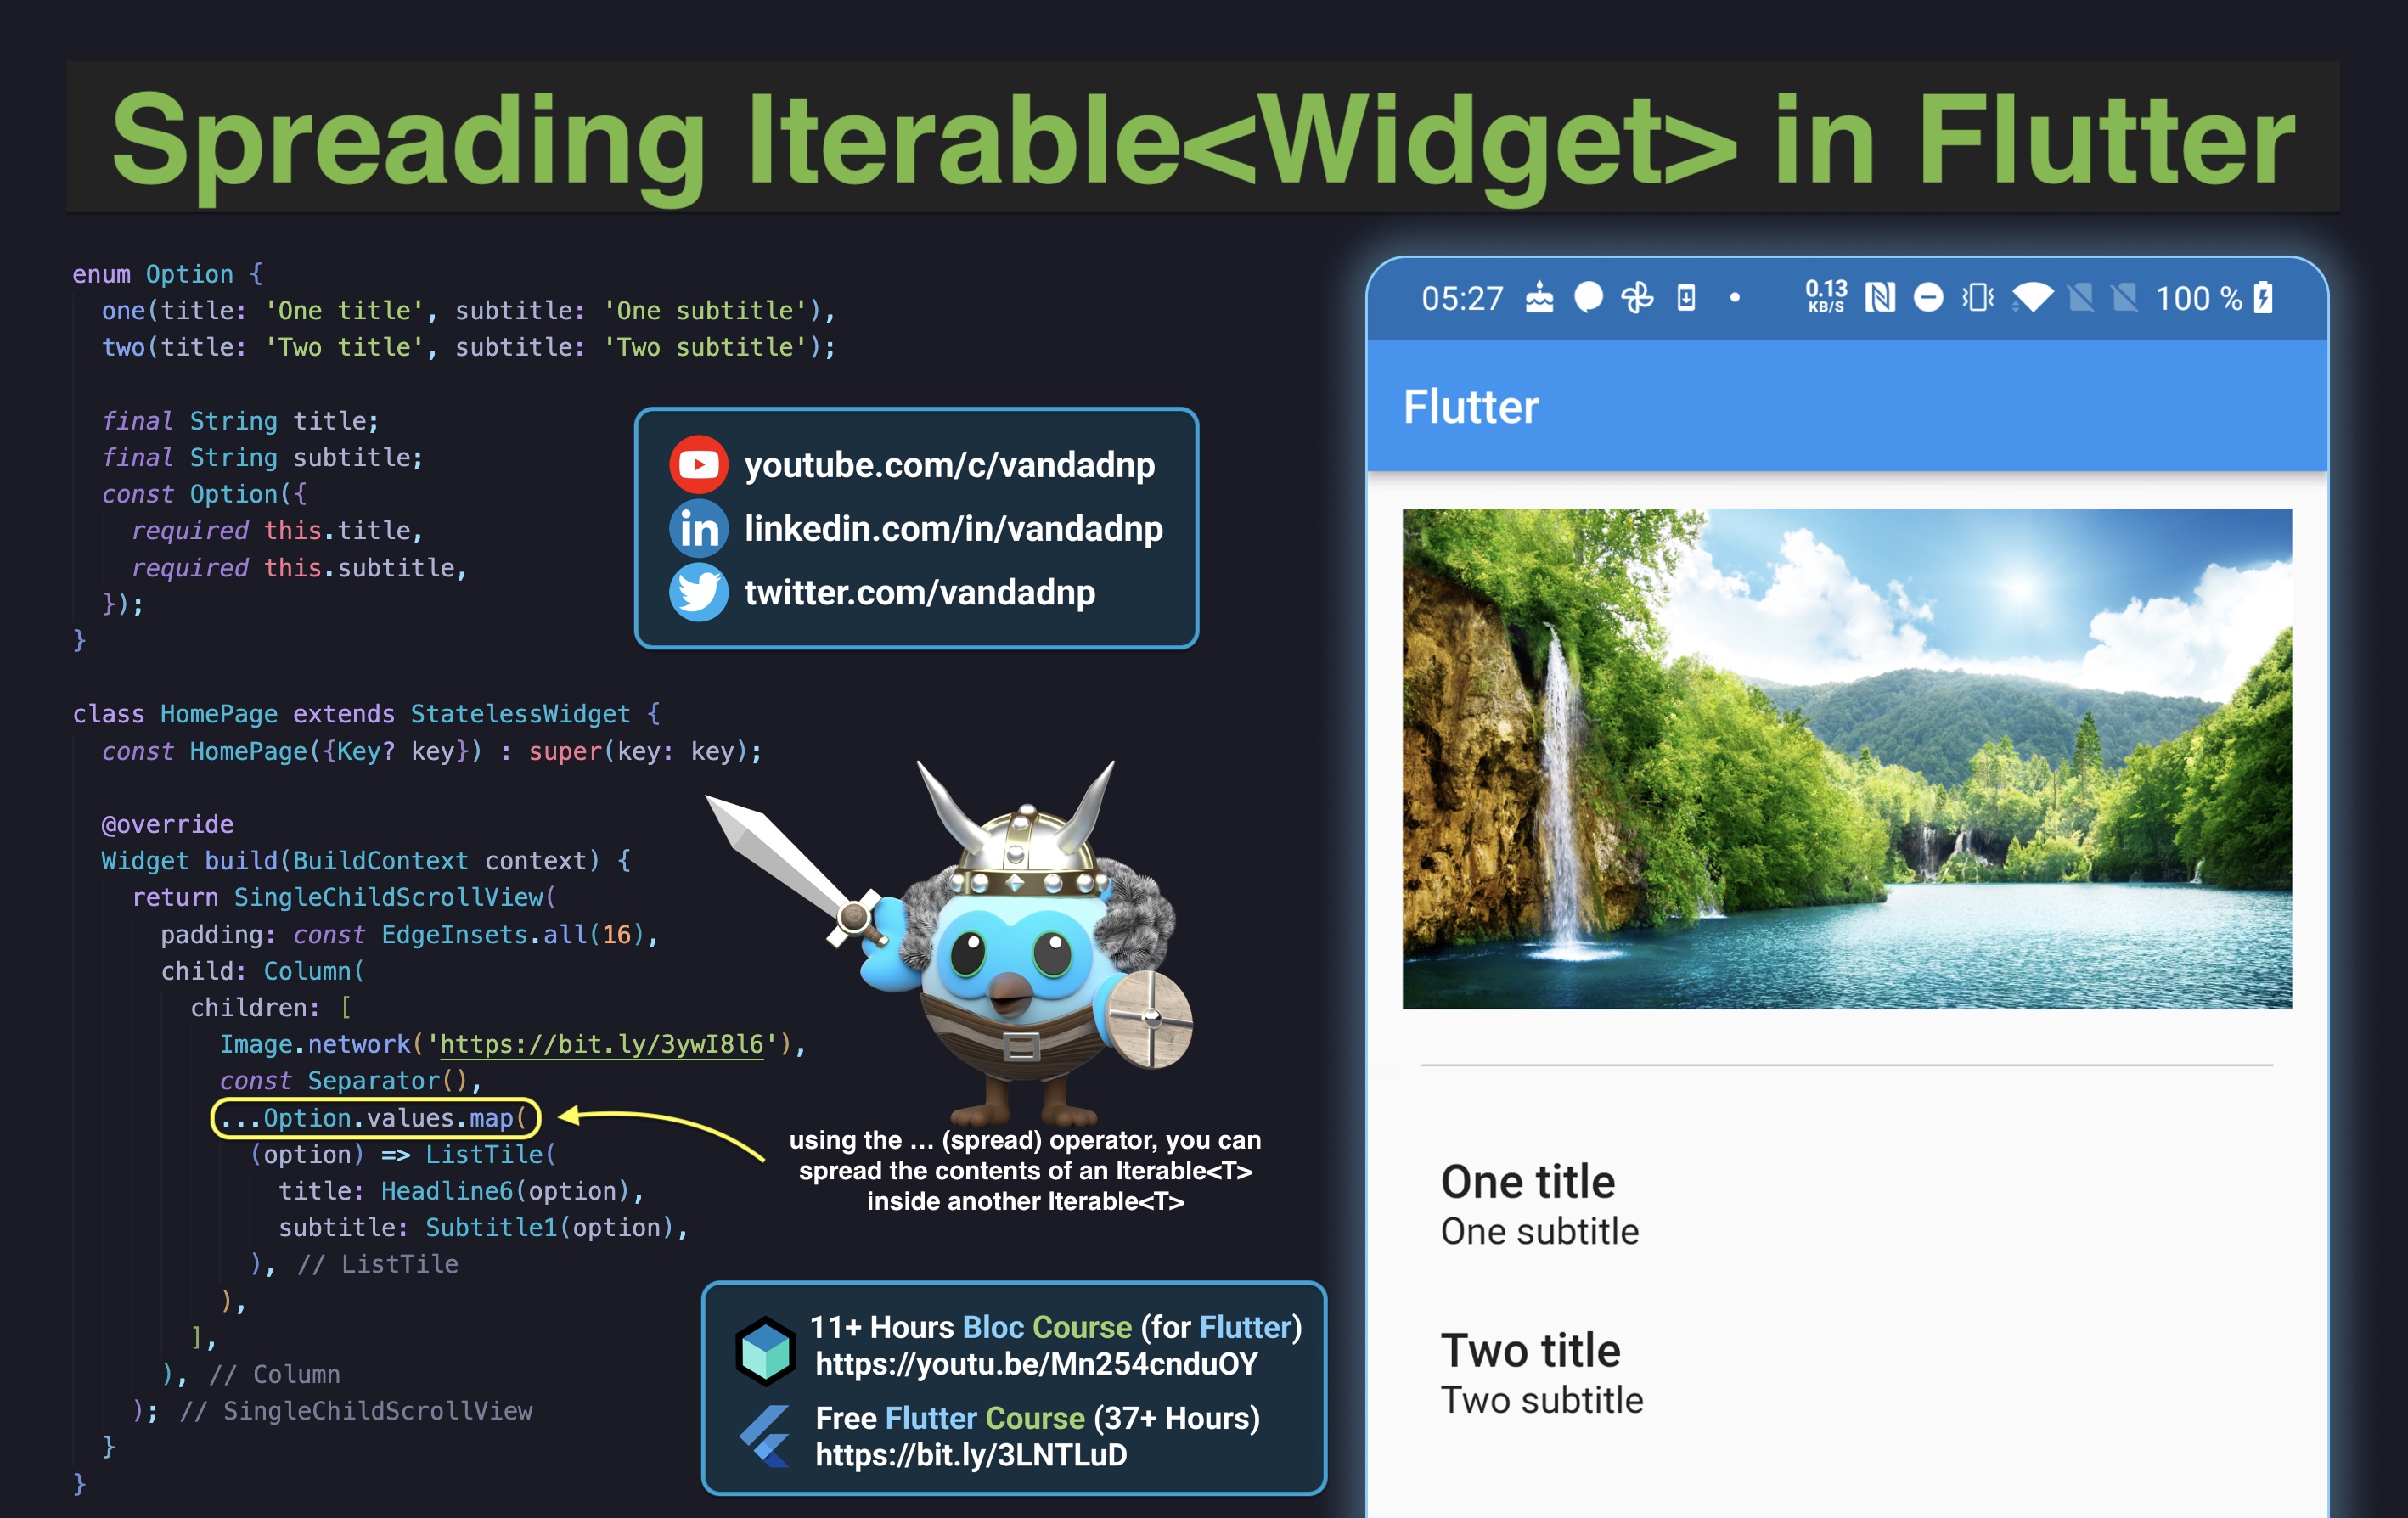 Spreading Iterable<Widget> in Flutter
enum Option {
one(title: 'One title', subtitle: 'One subtitle'),
two(title: 'Two title', subtitle: 'Two subtitle');
final String title;
final String subtitle;
const Option({
required this.title,
required this.subtitle,
});
}
class HomePage extends StatelessWidget {
const HomePage({Key? key}) : super(key: key);
@override
Widget build(BuildContext context) {
return SingleChildScrollView(
padding: const EdgeInsets.all(16),
child: Column(
children: [
Image.network('https://bit.ly/3ywI8l6'),
const Separator(),
...Option.values.map(
(option) => ListTile(
title: Headline6(option),
subtitle: Subtitle1(option),
), // ListTile
),
],
), // Column
); // SingleChildScrollView
}
}
youtube.com/c/vandadnp
linkedin.com/in/vandadnp
twitter.com/vandadnp
using the ... (spread) operator, you can
spread the contents of an Iterable<T>
inside another Iterable<T>
11+ Hours Bloc Course (for Flutter)
https://youtu.be/Mn254cnduOY
Free Flutter Course (37+ Hours)
https://bit.ly/3LNTLuD
05:27 0.13 KB/S 100 %
Flutter
One title
One subtitle
Two title
Two subtitle